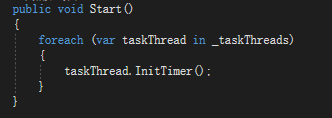 public void Start()
{
foreach (var taskThread in _taskThreads)
{
taskThread.InitTimer();
}
}